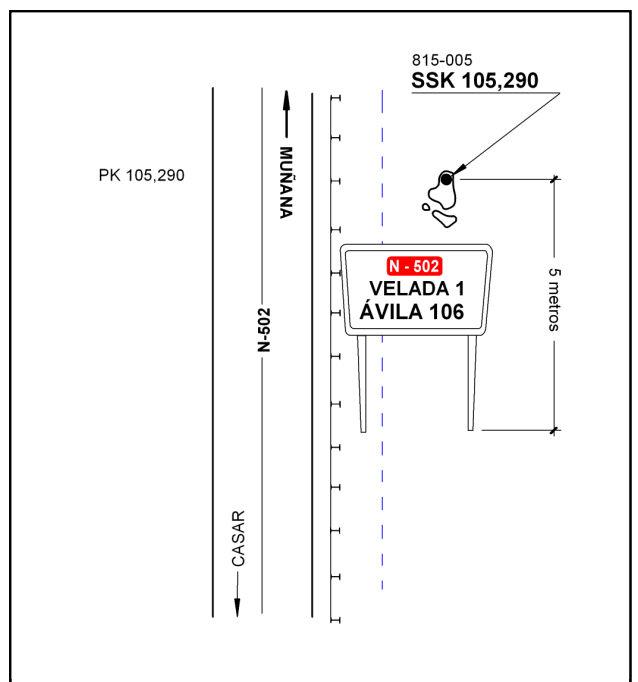 815-005
SSK 105,290
PK 105,290
MUÑANA
N - 502
VELADA 1
ÁVILA 106
5 metros
N-502
CASAR